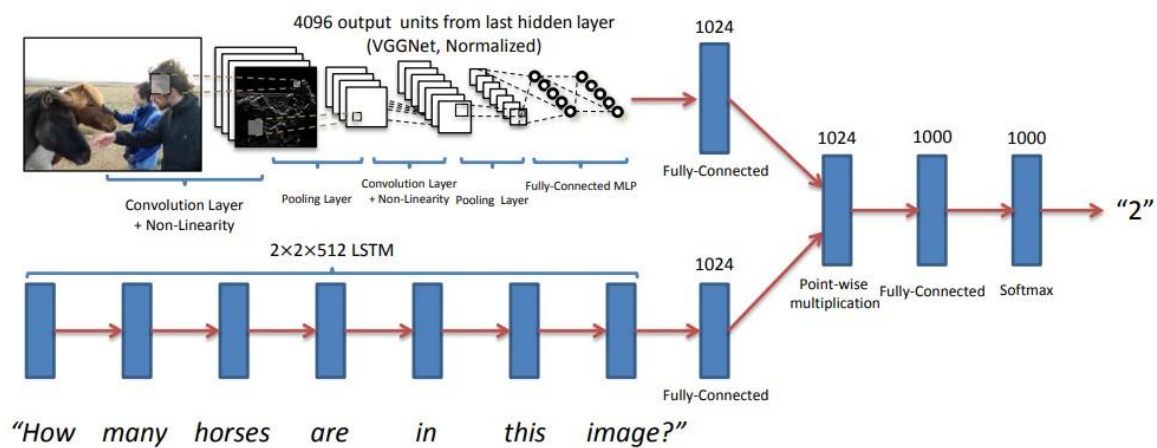 4096 output units from last hidden layer
(VGGNet, Normalized)
1024
Convolution Layer
+ Non-Linearity
Pooling Layer
Convolution Layer
+ Non-Linearity
Pooling Layer
Fully-Connected MLP
Fully-Connected
2×2×512 LSTM
1024
Fully-Connected
1024
1000
1000
Point-wise
multiplication
Fully-Connected
Softmax
“2”
“How many horses are in this image?”